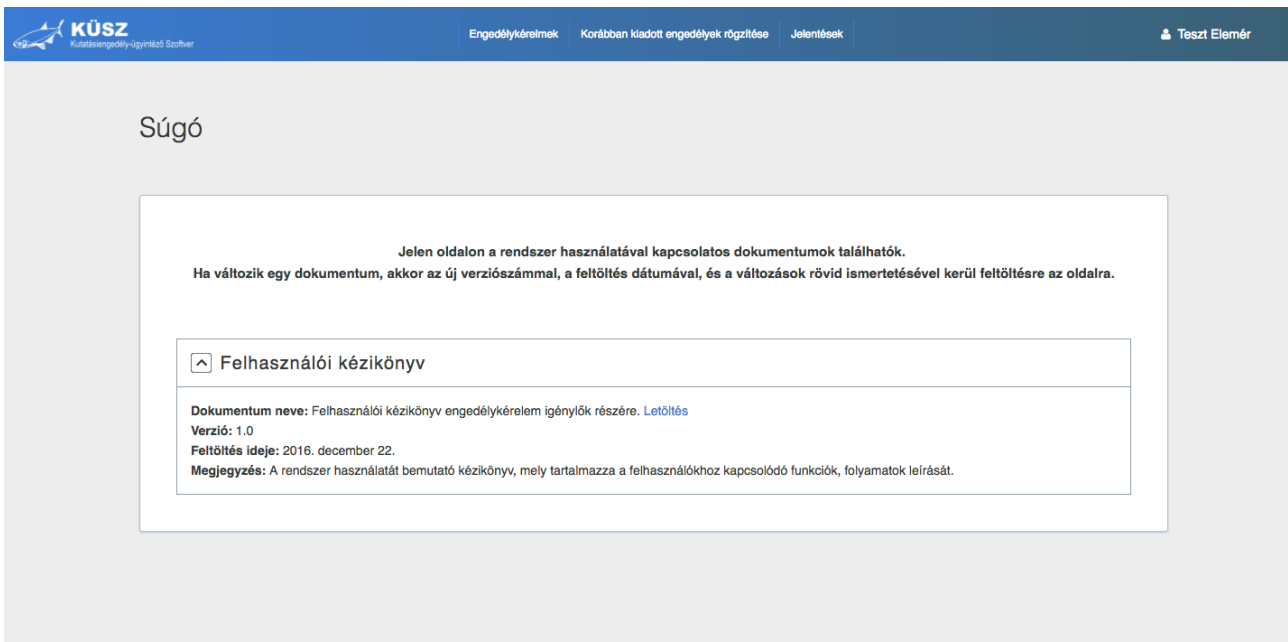 KÜSZ
Kutatásiengedély-ügyintéző Szoftver
Engedélykérelmek
Korábban kiadott engedélyek rögzítése
Jelentések
Teszt Elemér
Súgó
Jelen oldalon a rendszer használatával kapcsolatos dokumentumok találhatók.
Ha változik egy dokumentum, akkor az új verziószámmal, a feltöltés dátumával, és a változások rövid ismertetésével kerül feltöltésre az oldalra.
Felhasználói kézikönyv
Dokumentum neve: Felhasználói kézikönyv engedélykérelem igénylők részére. Letöltés
Verzió: 1.0
Feltöltés ideje: 2016. december 22.
Megjegyzés: A rendszer használatát bemutató kézikönyv, mely tartalmazza a felhasználókhoz kapcsolódó funkciók, folyamatok leírását.